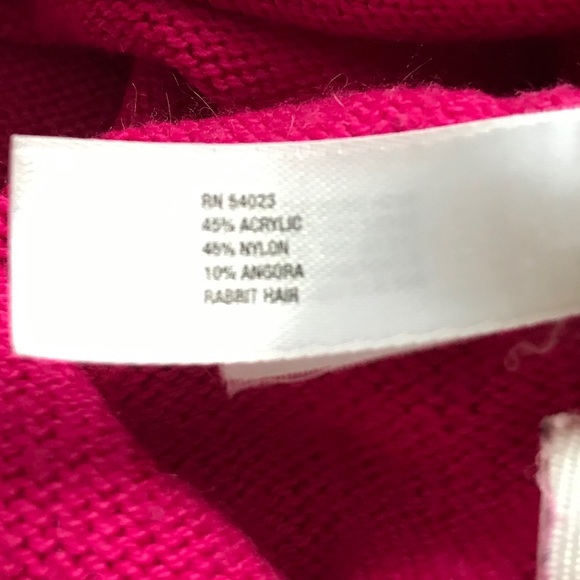 RN 54023
45% ACRYLIC
45% NYLON
10% ANGORA
RABBIT HAIR